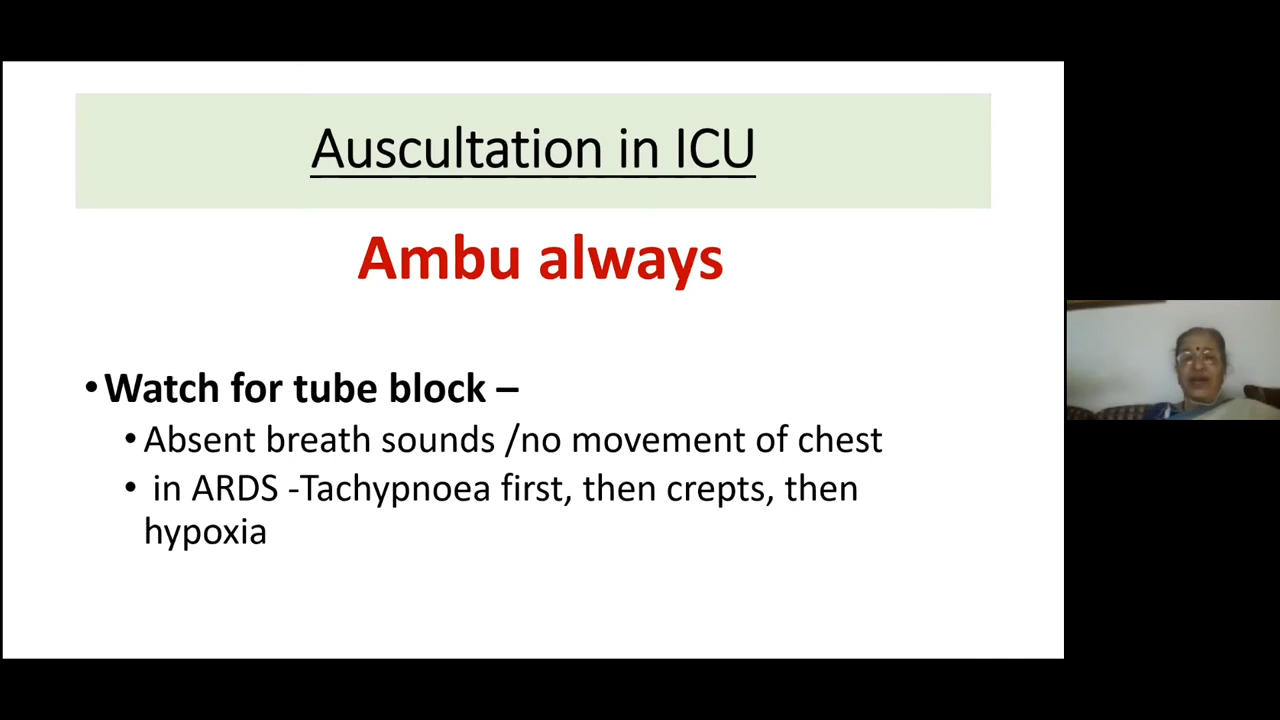 Auscultation in ICU
Ambu always
•Watch for tube block –
•Absent breath sounds /no movement of chest
• in ARDS -Tachypnoea first, then crepts, then
hypoxia